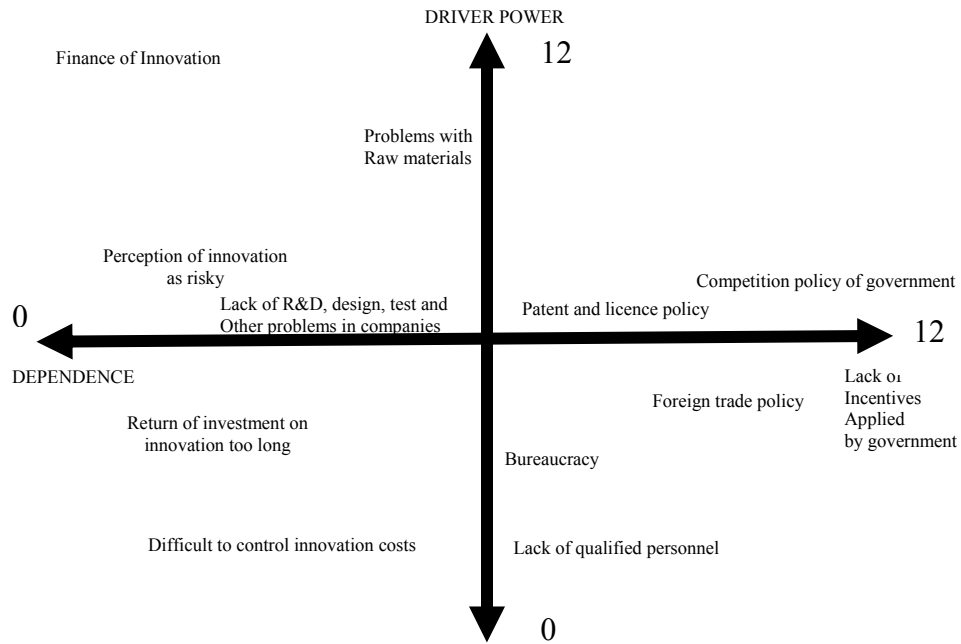 DRIVER POWER
12
Finance of Innovation
Problems with
Raw materials
Perception of innovation
as risky
Competition policy of government
Lack of R&D, design, test and
Other problems in companies
Patent and licence policy
0
12
DEPENDENCE
Lack of
Incentives
Applied
by government
Foreign trade policy
Return of investment on
innovation too long
Bureaucracy
Difficult to control innovation costs
Lack of qualified personnel
0